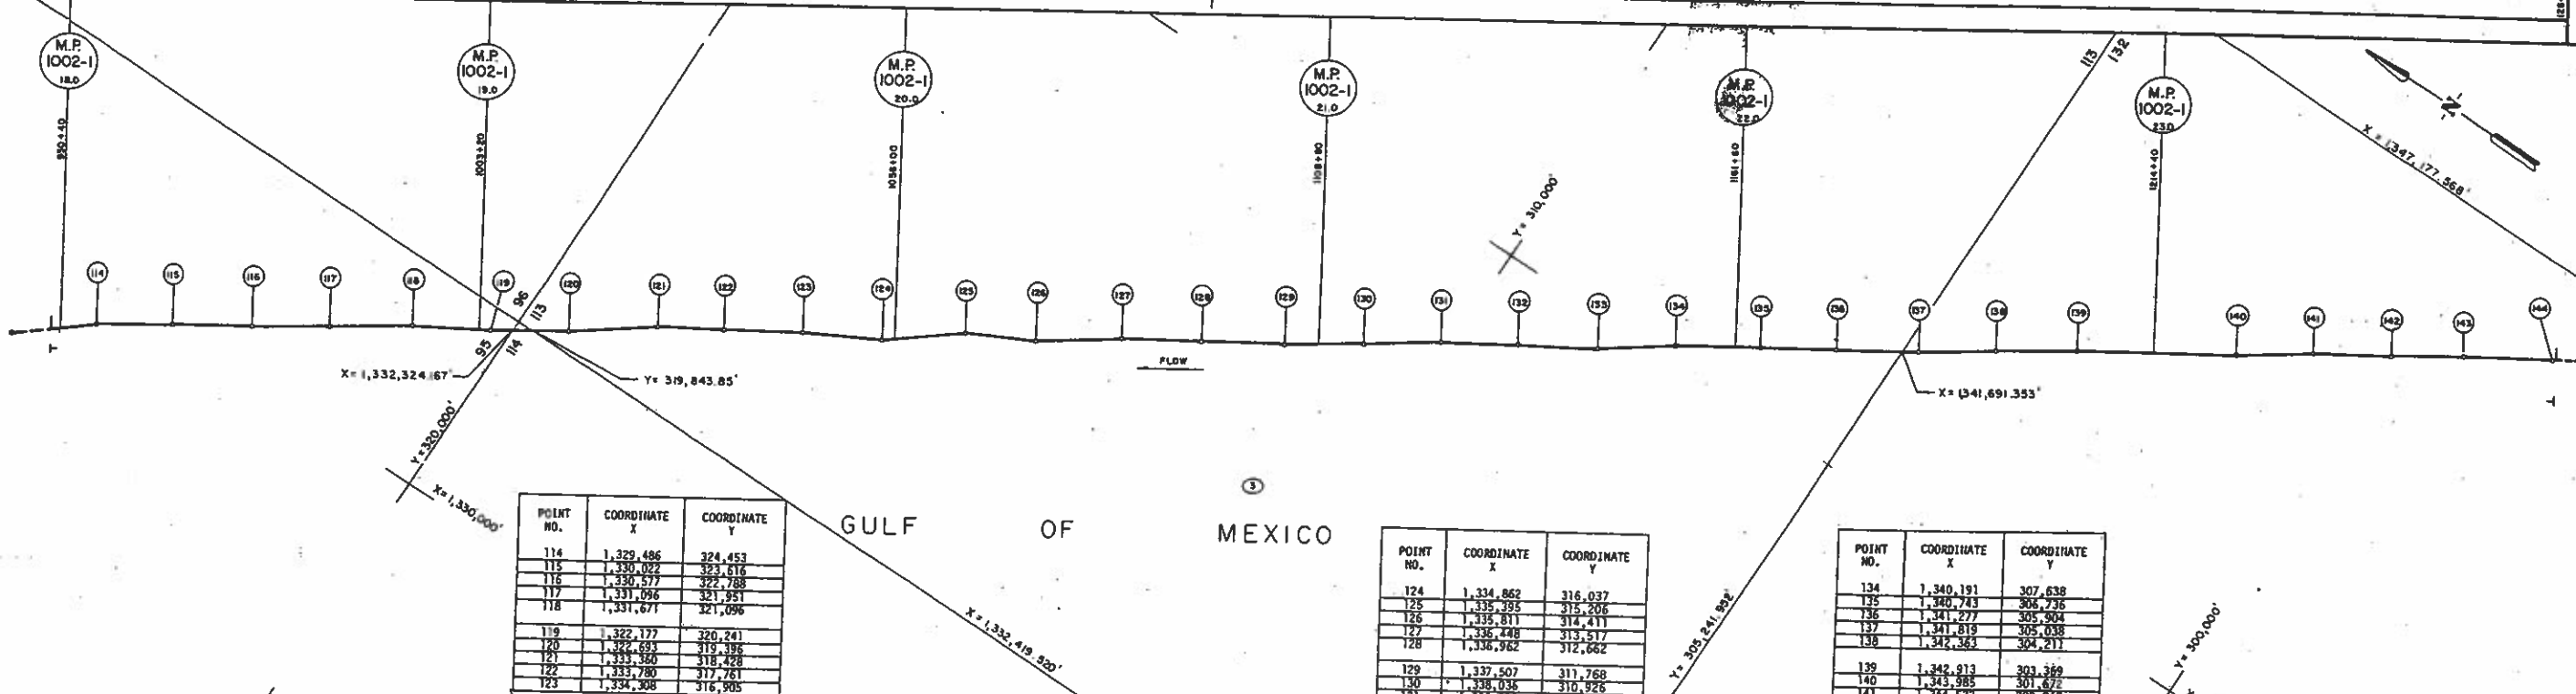 M.P. 1002-1 18.0
M.P. 1002-1 19.0
M.P. 1002-1 20.0
M.P. 1002-1 21.0
M.P. 1002-1 22.0
M.P. 1002-1 23.0
113 132
N
950+40
1003+20
1056+00
1108+80
1161+60
1214+40
X = 1,347,177.568'
Y = 310,000'
114 115 116 117 118 119 120 121 122 123 124 125 126 127 128 129 130 131 132 133 134 135 136 137 138 139 140 141 142 143 144
96 113
95 114
T
FLOW
X= 1,332,324.167'
Y= 319,843.85'
X= 1,341,691.353'
Y= 320,000'
X= 1,330,000'
3
GULF OF MEXICO
X= 1,332,419.520'
Y= 305,241.952'
Y= 300,000'
POINT NO. COORDINATE X COORDINATE Y
114 1,329,486 324,453
115 1,330,022 323,616
116 1,330,577 322,788
117 1,331,096 321,951
118 1,331,671 321,096
119 1,322,177 320,241
120 1,322,693 319,396
121 1,333,360 318,428
122 1,333,780 317,761
123 1,334,308 316,905
POINT NO. COORDINATE X COORDINATE Y
124 1,334,862 316,037
125 1,335,395 315,206
126 1,335,811 314,411
127 1,336,448 313,517
128 1,336,962 312,662
129 1,337,507 311,768
130 1,338,036 310,926
POINT NO. COORDINATE X COORDINATE Y
134 1,340,191 307,638
135 1,340,743 306,736
136 1,341,277 305,904
137 1,341,819 305,038
138 1,342,363 304,211
139 1,342,913 303,369
140 1,343,985 301,672